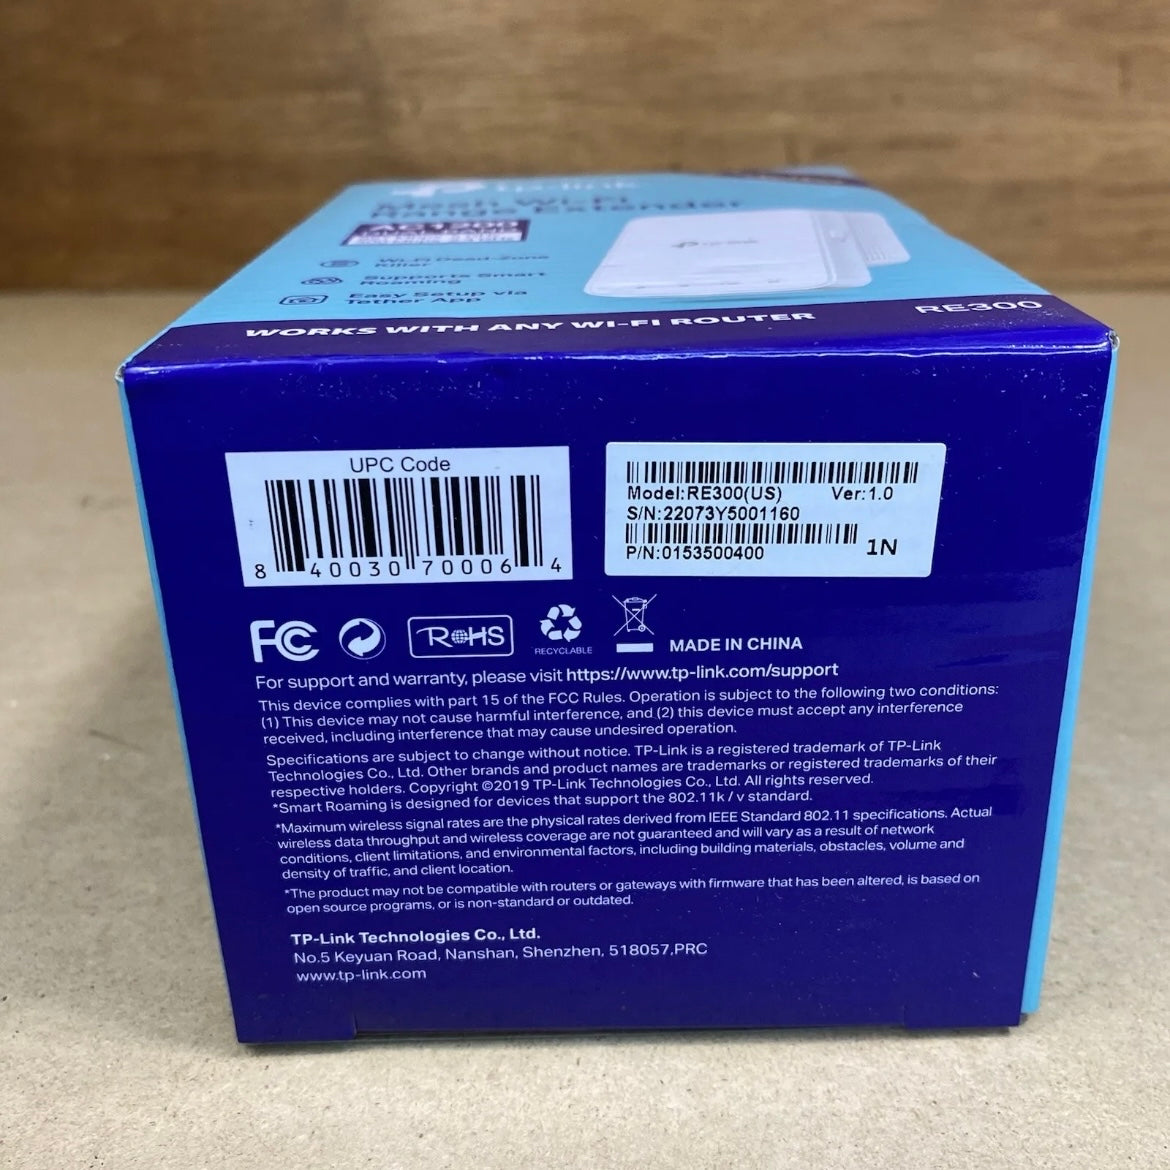 tp-link
Mesh Wi-Fi
Range Extender
AC1200
Wi-Fi Dead-Zone
Killer
Supports Smart
Roaming
Easy Setup via
Tether App
tp-link
WORKS WITH ANY WI-FI ROUTER
RE300
UPC Code
8 40030 70006 4
Model:RE300(US) Ver:1.0
S/N:22073Y5001160
P/N:0153500400
1N
FC
RoHS
RECYCLABLE
MADE IN CHINA
For support and warranty, please visit https://www.tp-link.com/support
This device complies with part 15 of the FCC Rules. Operation is subject to the following two conditions:
(1) This device may not cause harmful interference, and (2) this device must accept any interference
received, including interference that may cause undesired operation.
Specifications are subject to change without notice. TP-Link is a registered trademark of TP-Link
Technologies Co., Ltd. Other brands and product names are trademarks or registered trademarks of their
respective holders. Copyright ©2019 TP-Link Technologies Co., Ltd. All rights reserved.
*Smart Roaming is designed for devices that support the 802.11k / v standard.
*Maximum wireless signal rates are the physical rates derived from IEEE Standard 802.11 specifications. Actual
wireless data throughput and wireless coverage are not guaranteed and will vary as a result of network
conditions, client limitations, and environmental factors, including building materials, obstacles, volume and
density of traffic, and client location.
*The product may not be compatible with routers or gateways with firmware that has been altered, is based on
open source programs, or is non-standard or outdated.
TP-Link Technologies Co., Ltd.
No.5 Keyuan Road, Nanshan, Shenzhen, 518057,PRC
www.tp-link.com